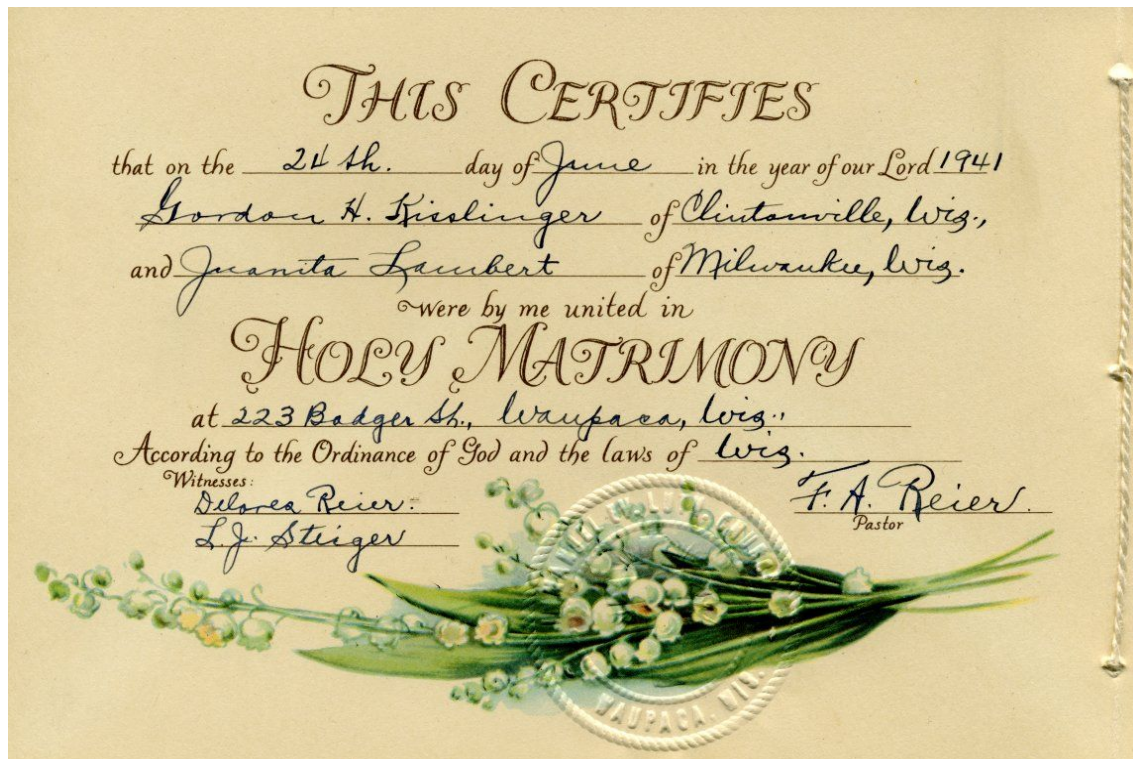 THIS CERTIFIES
that on the 24th. day of June in the year of our Lord 1941
Gordon H. Kisslinger of Clintonville, Wis.,
and Juanita Lambert of Milwaukee, Wis.
were by me united in
HOLY MATRIMONY
at 223 Badger St., Waupaca, Wis.,
According to the Ordinance of God and the laws of Wis.
Witnesses:
Delores Reier.
L.J. Steiger
F. A. Reier.
Pastor
WAUPACA, WIS.